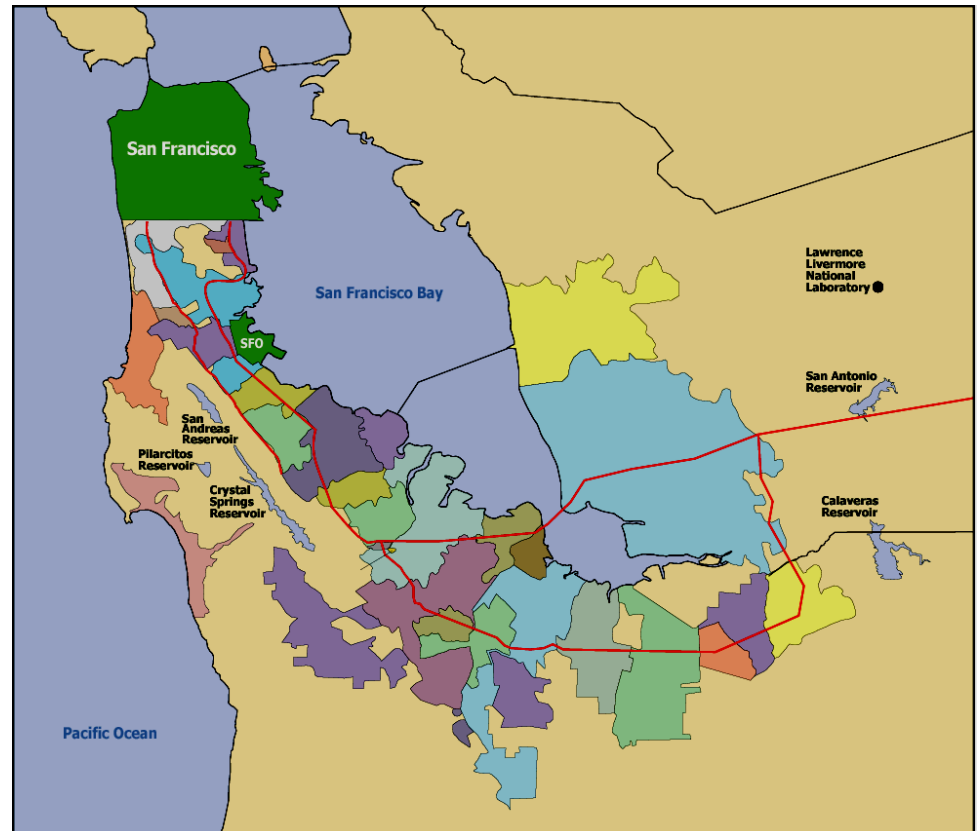 San Francisco
Lawrence
Livermore
National
Laboratory
San Francisco Bay
SFO
San Antonio
Reservoir
San
Andreas
Reservoir
Pilarcitos
Reservoir
Crystal
Springs
Reservoir
Calaveras
Reservoir
Pacific Ocean